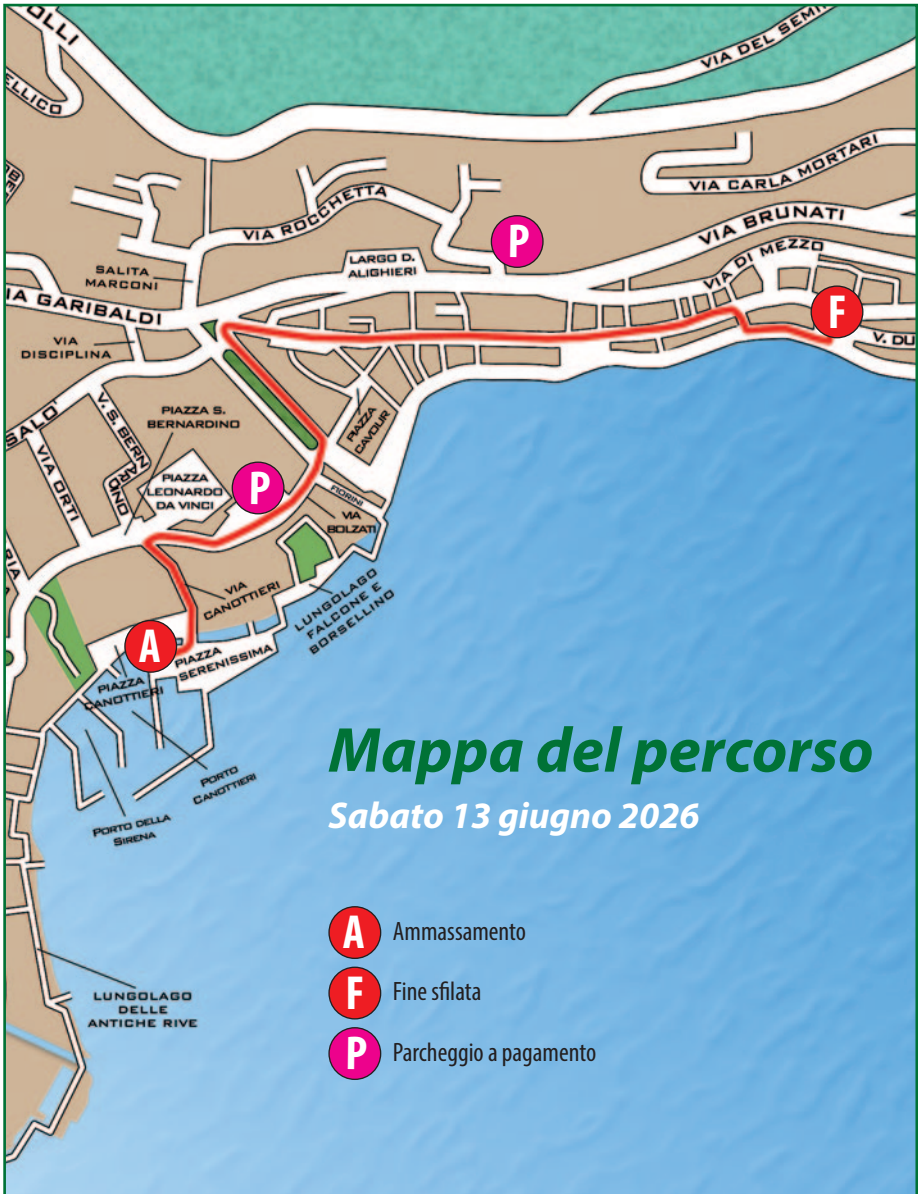 OLLI
ELLICO
VIA DEL SEMI
VIA CARLA MORTARI
VIA ROCCHETTA
VIA BRUNATI
P
LARGO D.
ALIGHIERI
VIA DI MEZZO
SALITA
MARCONI
IA GARIBALDI
F
V. DU
VIA
DISCIPLINA
SALO'
V. S. BERNARDINO
PIAZZA S.
BERNARDINO
PIAZZA
CAVOUR
VIA ORTI
PIAZZA
LEONARDO
DA VINCI
P
FIORINI
VIA
BOLZATI
RIA
VIA
CANOTTIERI
LUNGOLAGO
FALCONE E
BORSELLINO
A
PIAZZA
SERENISSIMA
PIAZZA
CANOTTIERI
PORTO
CANOTTIERI
PORTO DELLA
SIRENA
Mappa del percorso
Sabato 13 giugno 2026
A Ammassamento
F Fine sfilata
P Parcheggio a pagamento
LUNGOLAGO
DELLE
ANTICHE RIVE